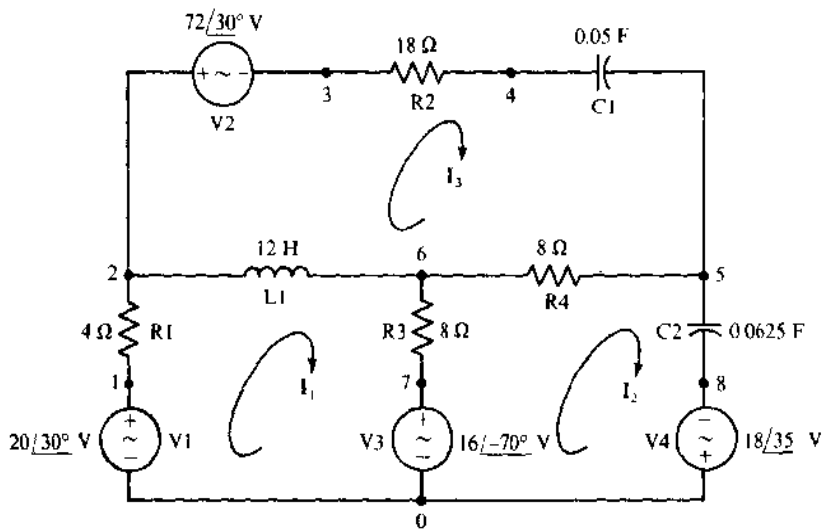 72/30° V
+ ~ -
V2
3
18 Ω
R2
4
0.05 F
C1
I₃
2
12 H
L1
6
8 Ω
R4
5
4 Ω
R1
R3
8 Ω
C2
0.0625 F
1
I₁
7
I₂
8
20/30° V
+
~
-
V1
V3
+
~
-
16/-70° V
V4
-
~
+
18/35 V
0